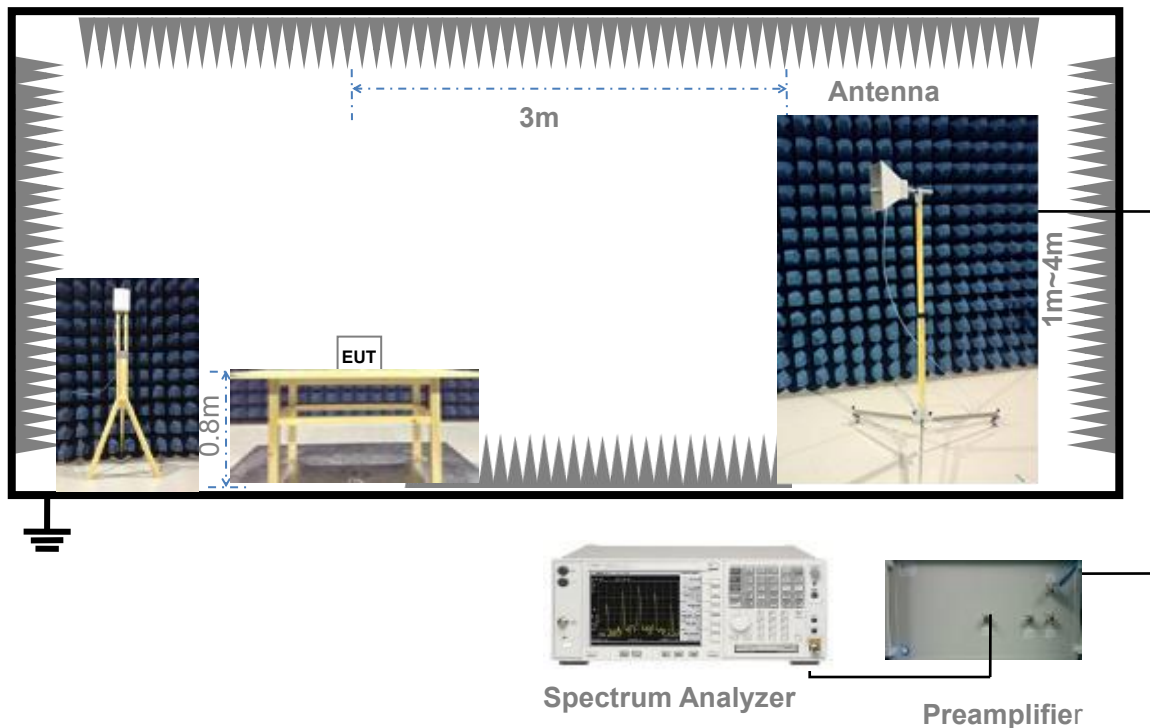 Antenna
3m
1m~4m
EUT
0.8m
Spectrum Analyzer
Preamplifier